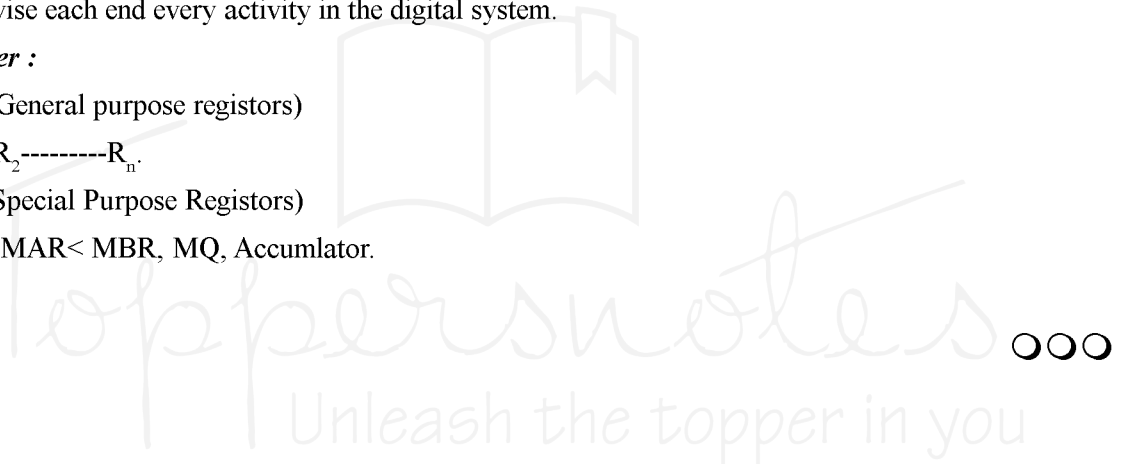 vise each end every activity in the digital system.
er :
General purpose registors)
R₂---------Rₙ.
Special Purpose Registors)
MAR< MBR, MQ, Accumlator.
Toppersnotes
Unleash the topper in you